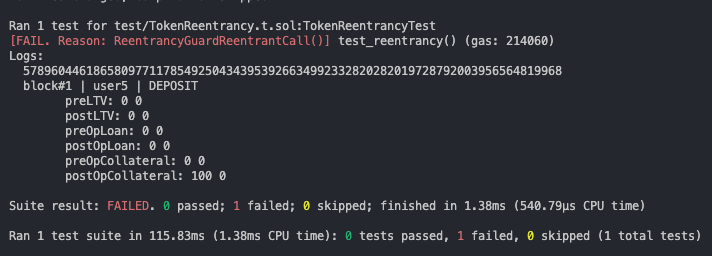 Ran 1 test for test/TokenReentrancy.t.sol:TokenReentrancyTest
[FAIL. Reason: ReentrancyGuardReentrantCall()] test_reentrancy() (gas: 214060)
Logs:
57896044618658097711785492504343953926634992332820282019728792003956564819968
block#1 | user5 | DEPOSIT
preLTV: 0 0
postLTV: 0 0
preOpLoan: 0 0
postOpLoan: 0 0
preOpCollateral: 0 0
postOpCollateral: 100 0
Suite result: FAILED. 0 passed; 1 failed; 0 skipped; finished in 1.38ms (540.79µs CPU time)
Ran 1 test suite in 115.83ms (1.38ms CPU time): 0 tests passed, 1 failed, 0 skipped (1 total tests)